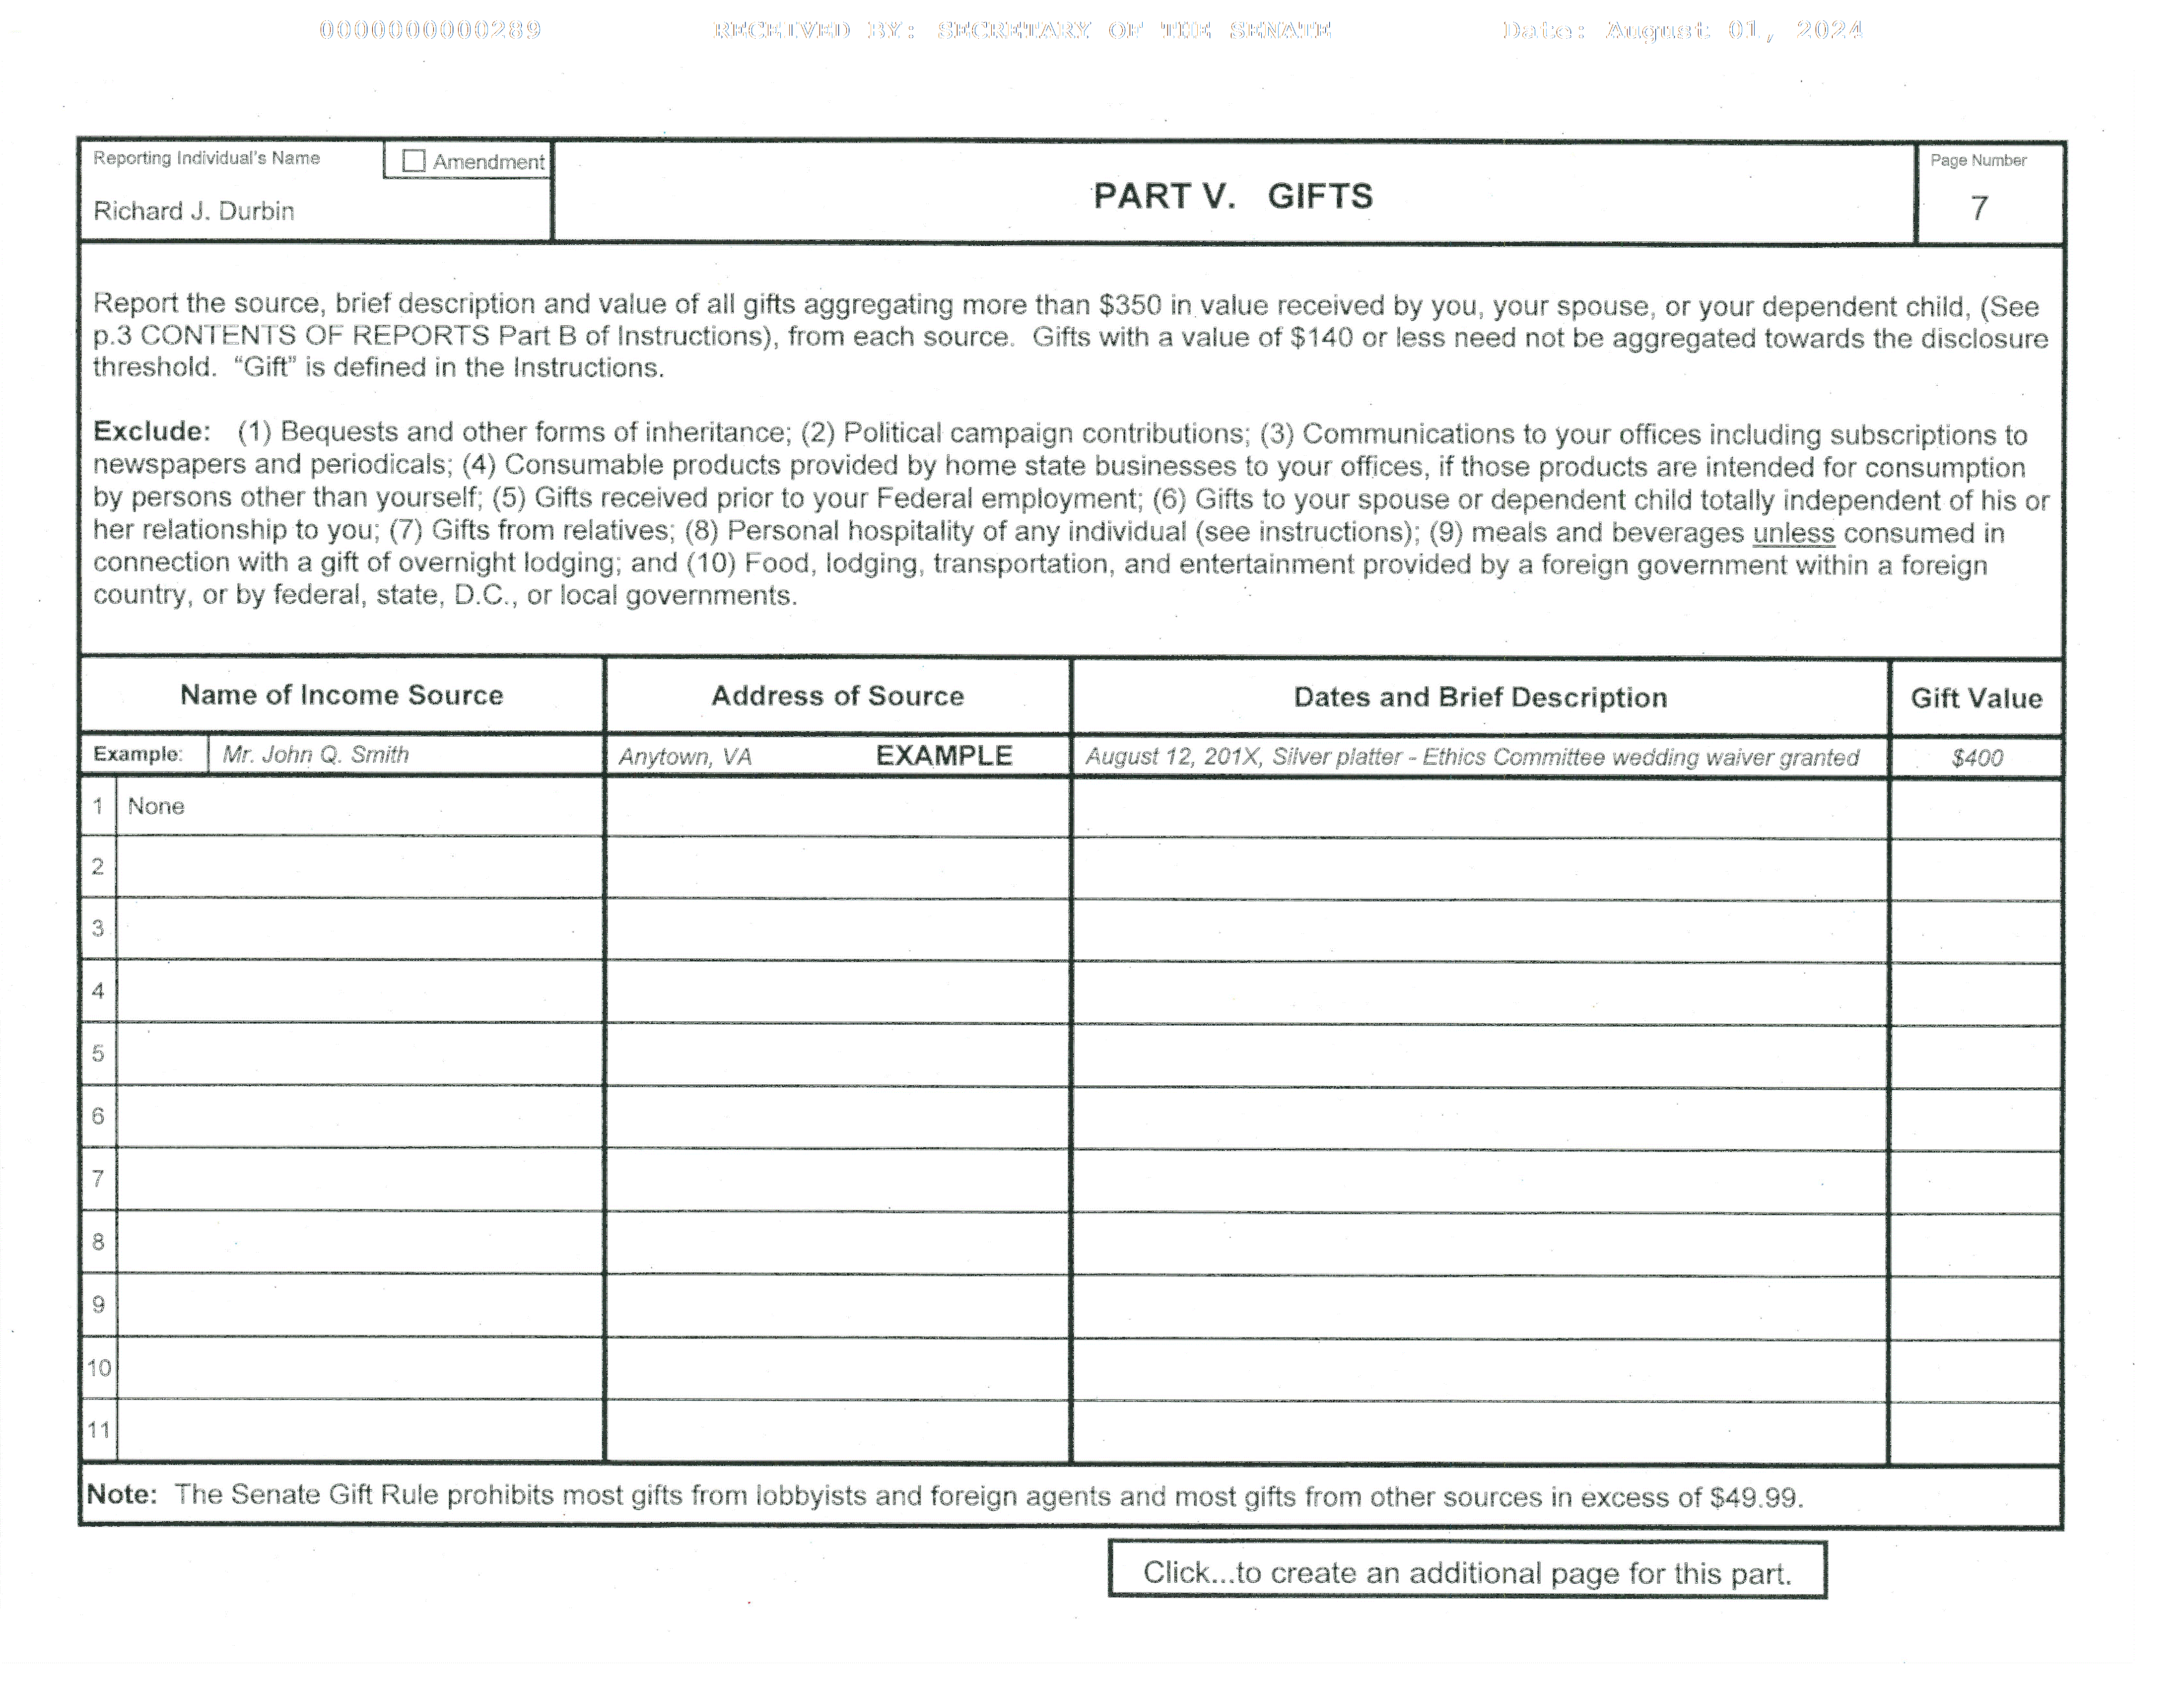 0000000000289 RECEIVED BY: SECRETARY OF THE SENATE Date: August 01, 2024
Reporting Individual's Name
Amendment
Richard J. Durbin
PART V. GIFTS
Page Number
7
Report the source, brief description and value of all gifts aggregating more than $350 in value received by you, your spouse, or your dependent child, (See
p.3 CONTENTS OF REPORTS Part B of Instructions), from each source. Gifts with a value of $140 or less need not be aggregated towards the disclosure
threshold. “Gift” is defined in the Instructions.
Exclude: (1) Bequests and other forms of inheritance; (2) Political campaign contributions; (3) Communications to your offices including subscriptions to
newspapers and periodicals; (4) Consumable products provided by home state businesses to your offices, if those products are intended for consumption
by persons other than yourself; (5) Gifts received prior to your Federal employment; (6) Gifts to your spouse or dependent child totally independent of his or
her relationship to you; (7) Gifts from relatives; (8) Personal hospitality of any individual (see instructions); (9) meals and beverages unless consumed in
connection with a gift of overnight lodging; and (10) Food, lodging, transportation, and entertainment provided by a foreign government within a foreign
country, or by federal, state, D.C., or local governments.
Name of Income Source Address of Source Dates and Brief Description Gift Value
Example: Mr. John Q. Smith Anytown, VA EXAMPLE August 12, 201X, Silver platter - Ethics Committee wedding waiver granted $400
1 None
2
3
4
5
6
7
8
9
10
11
Note: The Senate Gift Rule prohibits most gifts from lobbyists and foreign agents and most gifts from other sources in excess of $49.99.
Click...to create an additional page for this part.